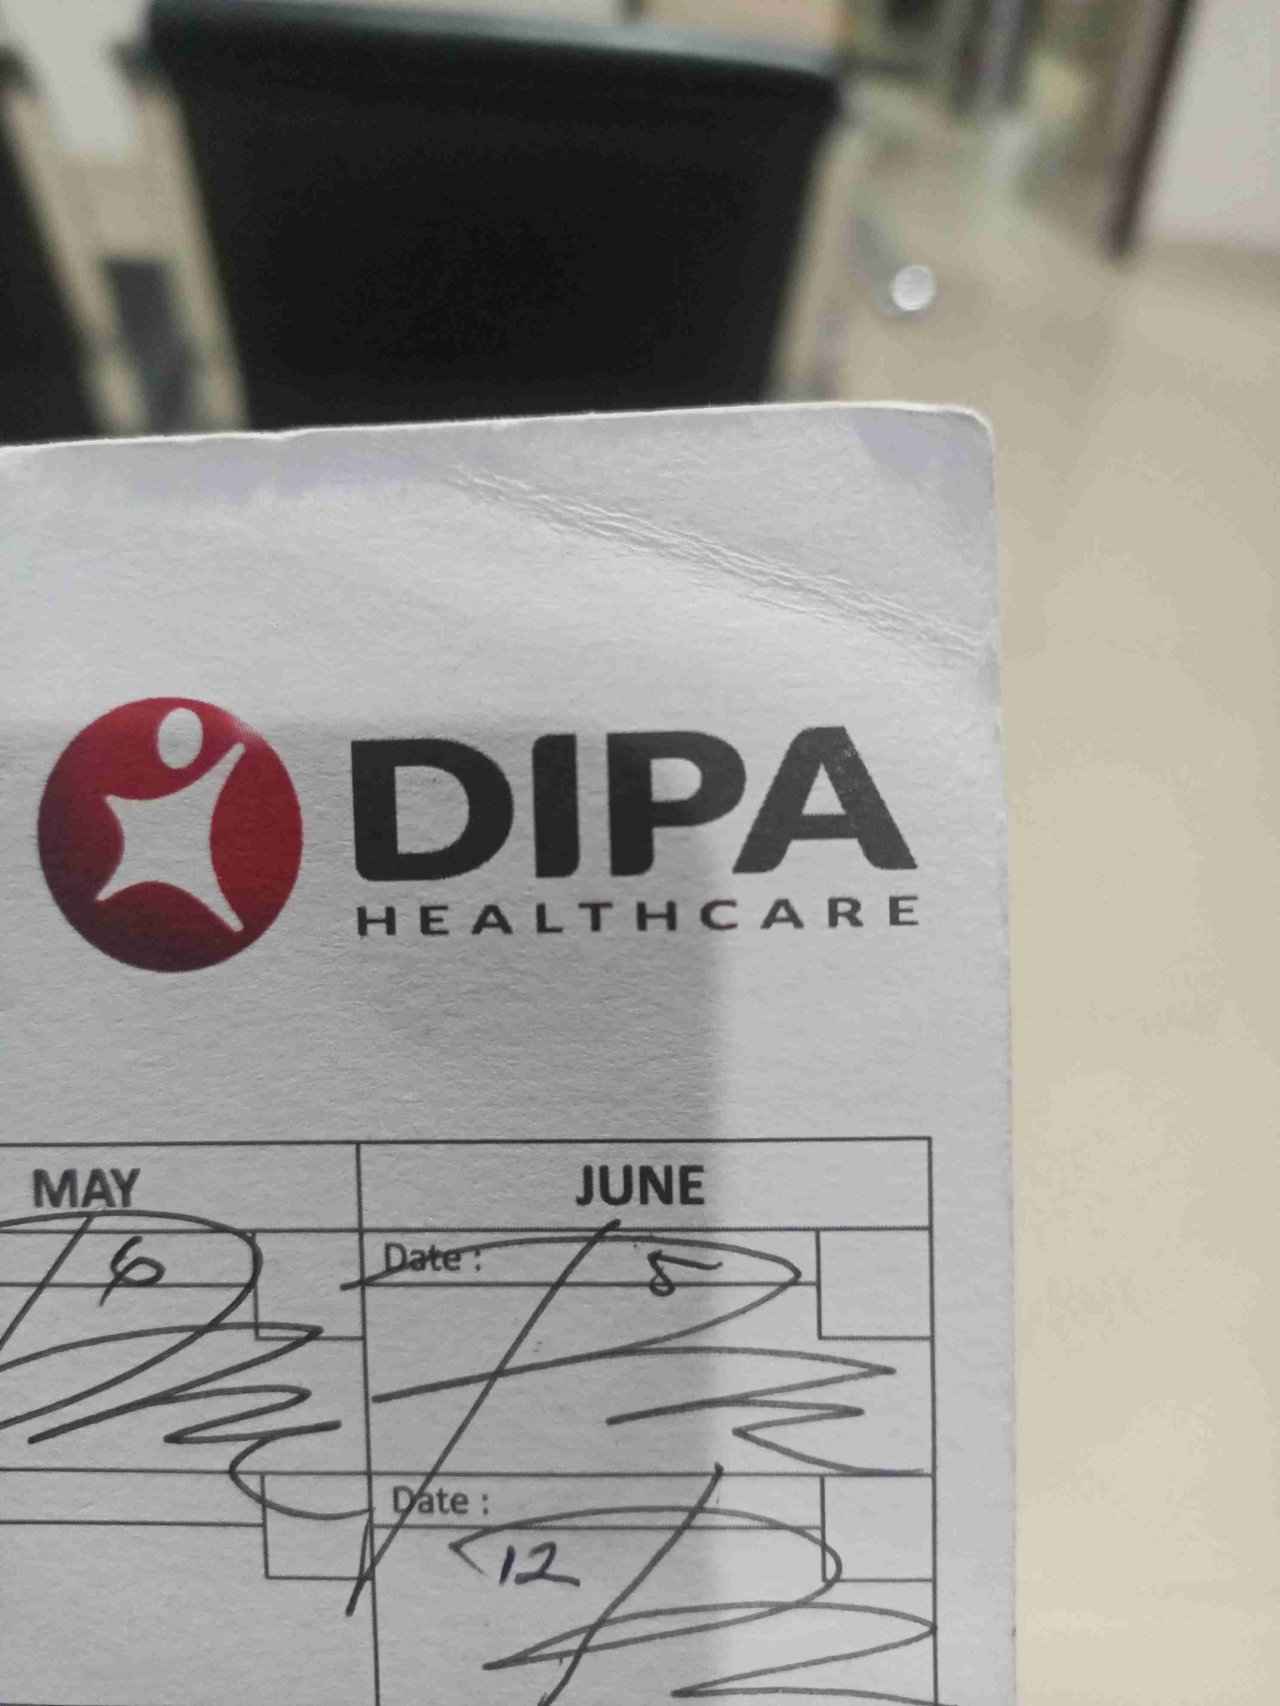 DIPA
HEALTHCARE
MAY
JUNE
6
Date : 5
Date :
12